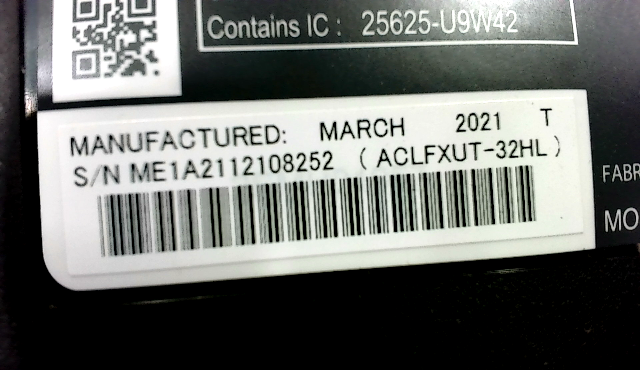 Contains IC : 25625-U9W42
MANUFACTURED: MARCH 2021 T
S/N ME1A2112108252 ( ACLFXUT-32HL )
FABR
MO